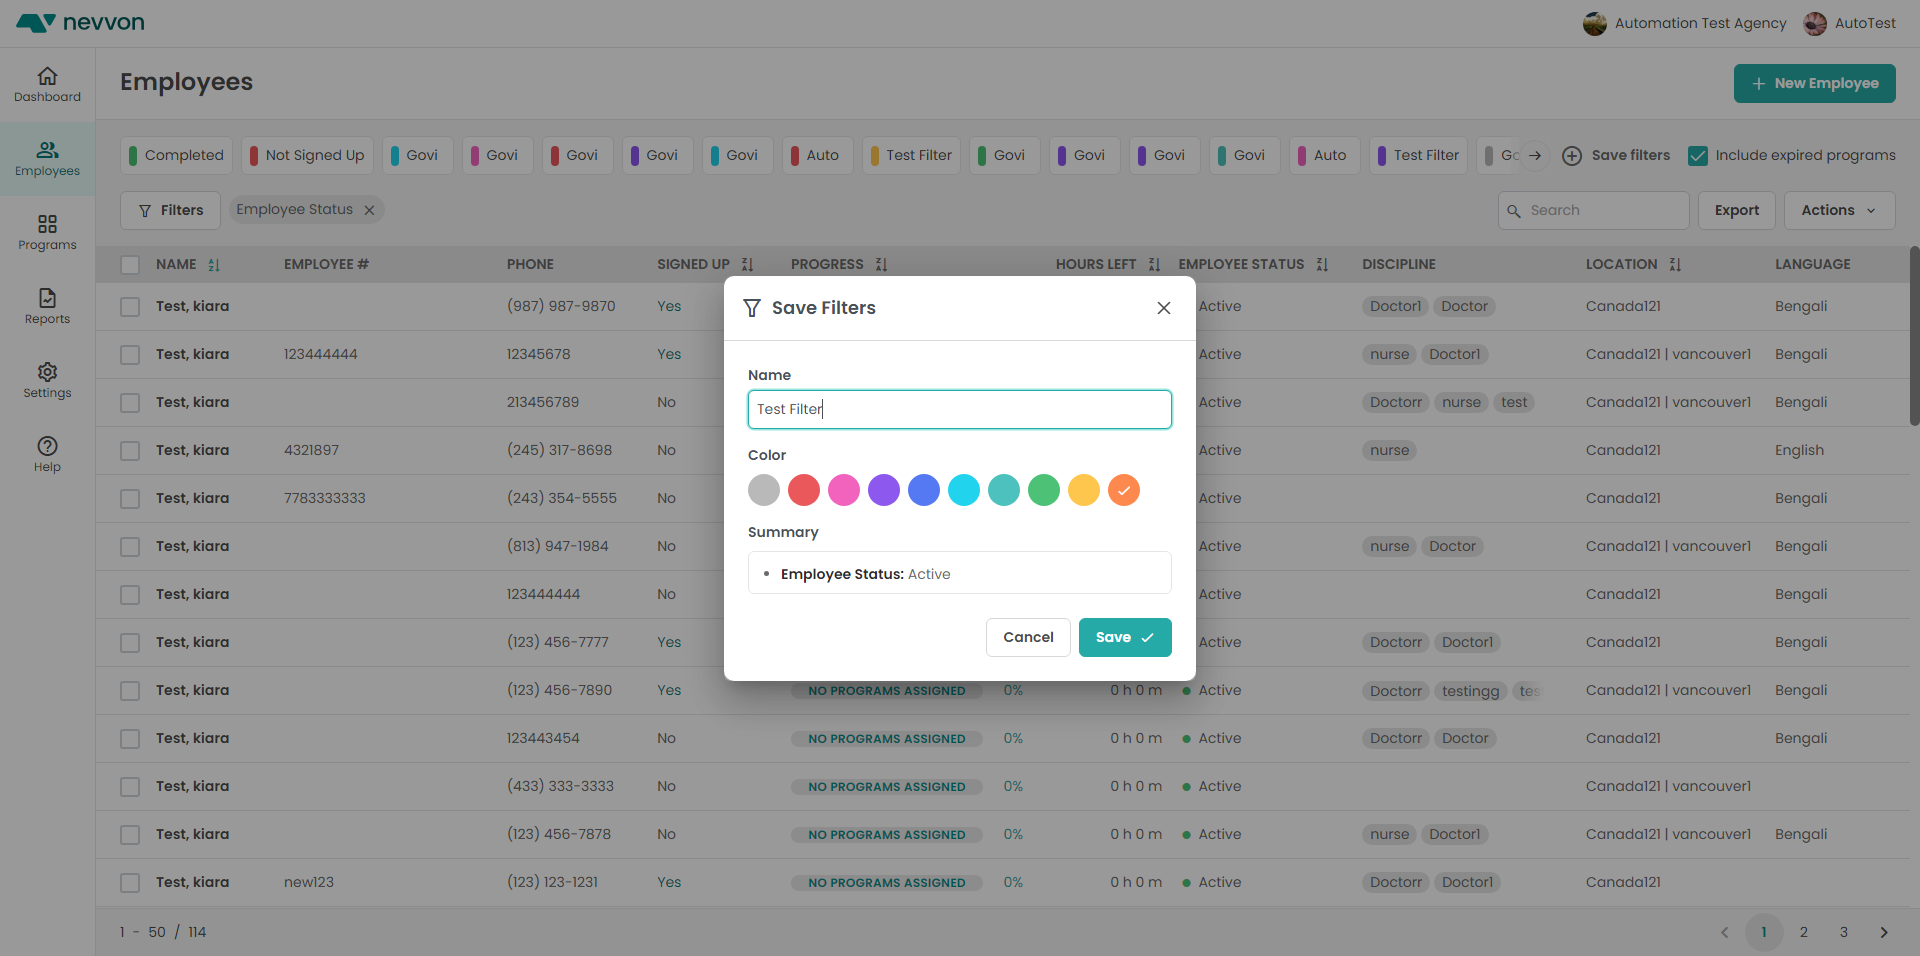 nevvon
Automation Test Agency AutoTest
Dashboard
Employees
Programs
Reports
Settings
Help
Employees
New Employee
Completed Not Signed Up Govi Govi Govi Govi Govi Auto Test Filter Govi Govi Govi Govi Auto Test Filter Save filters Include expired programs
Filters Employee Status Search Export Actions
NAME EMPLOYEE # PHONE SIGNED UP PROGRESS HOURS LEFT EMPLOYEE STATUS DISCIPLINE LOCATION LANGUAGE
Test, kiara (987) 987-9870 Yes Active Doctor1 Doctor Canada121 Bengali
Test, kiara 123444444 12345678 Yes Active nurse Doctor1 Canada121 | vancouver1 Bengali
Test, kiara 213456789 No Active Doctorr nurse test Canada121 | vancouver1 Bengali
Test, kiara 4321897 (245) 317-8698 No Active nurse Canada121 English
Test, kiara 7783333333 (243) 354-5555 No Active Canada121 Bengali
Test, kiara (813) 947-1984 No Active nurse Doctor Canada121 | vancouver1 Bengali
Test, kiara 123444444 No Active Canada121 Bengali
Test, kiara (123) 456-7777 Yes Active Doctorr Doctor1 Canada121 Bengali
Test, kiara (123) 456-7890 Yes NO PROGRAMS ASSIGNED 0% 0 h 0 m Active Doctorr testingg Canada121 | vancouver1 Bengali
Test, kiara 123443454 No NO PROGRAMS ASSIGNED 0% 0 h 0 m Active Doctorr Doctor Canada121 Bengali
Test, kiara (433) 333-3333 No NO PROGRAMS ASSIGNED 0% 0 h 0 m Active Canada121 | vancouver1
Test, kiara (123) 456-7878 No NO PROGRAMS ASSIGNED 0% 0 h 0 m Active nurse Doctor1 Canada121 | vancouver1 Bengali
Test, kiara new123 (123) 123-1231 Yes NO PROGRAMS ASSIGNED 0% 0 h 0 m Active Doctorr Doctor1 Canada121
1 - 50 / 114
1 2 3
Save Filters
Name
Test Filter
Color
Summary
Employee Status: Active
Cancel Save